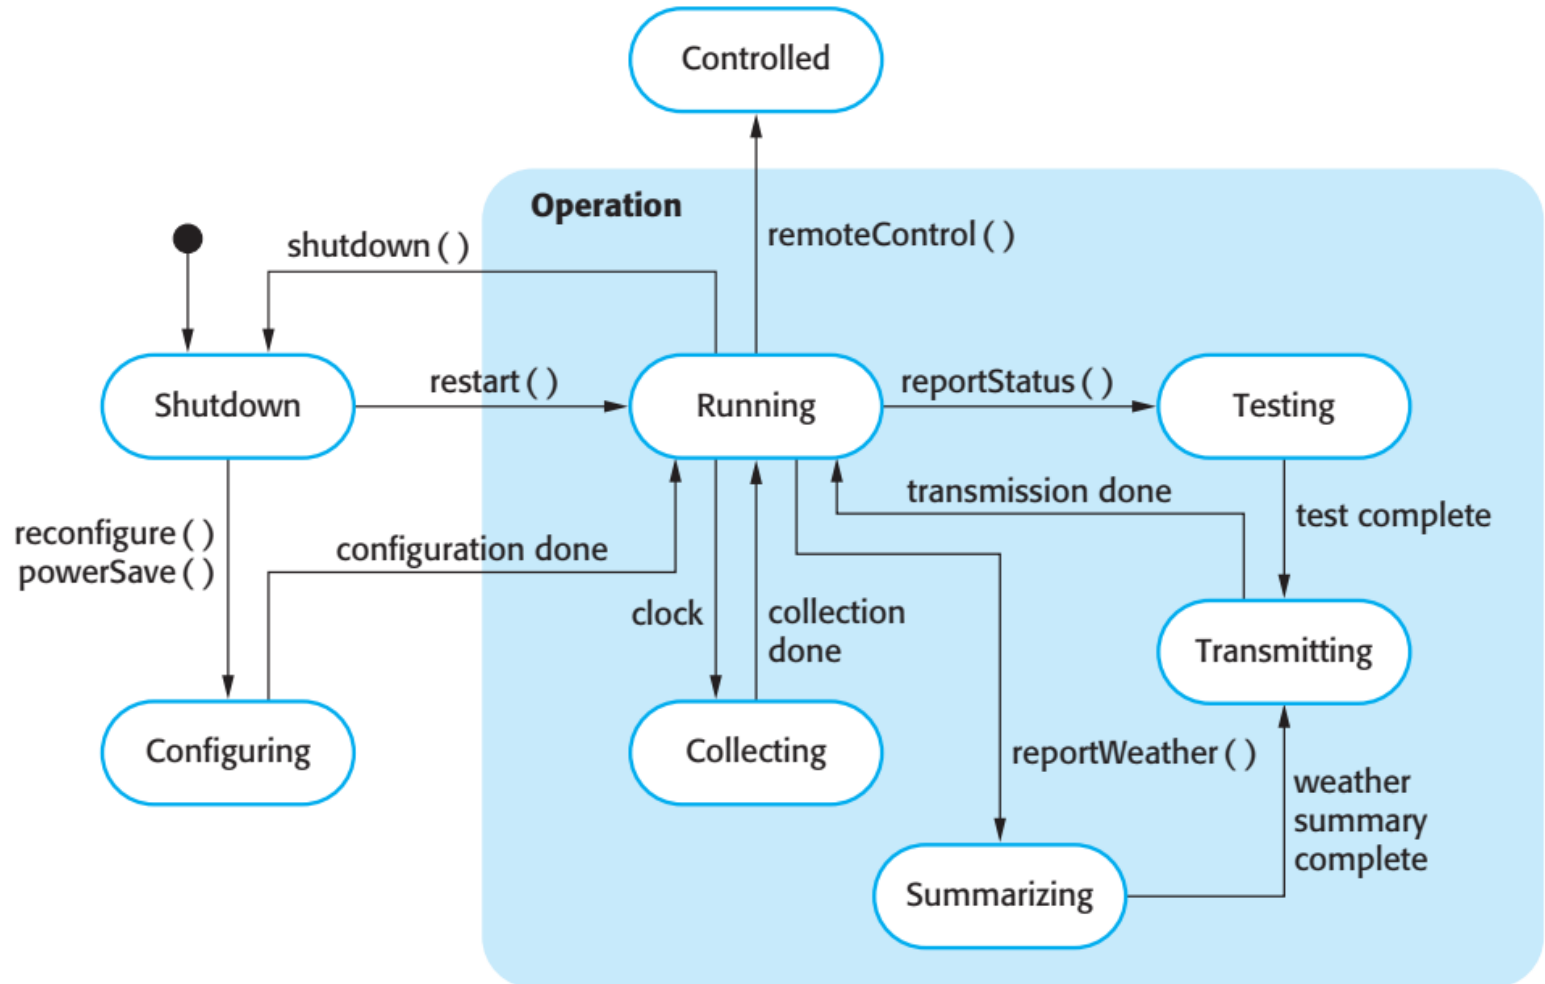 Controlled
Operation
remoteControl ( )
shutdown ( )
Shutdown
restart ( )
Running
reportStatus ( )
Testing
transmission done
test complete
reconfigure ( )
powerSave ( )
configuration done
clock
collection
done
Transmitting
Configuring
Collecting
reportWeather ( )
weather
summary
complete
Summarizing